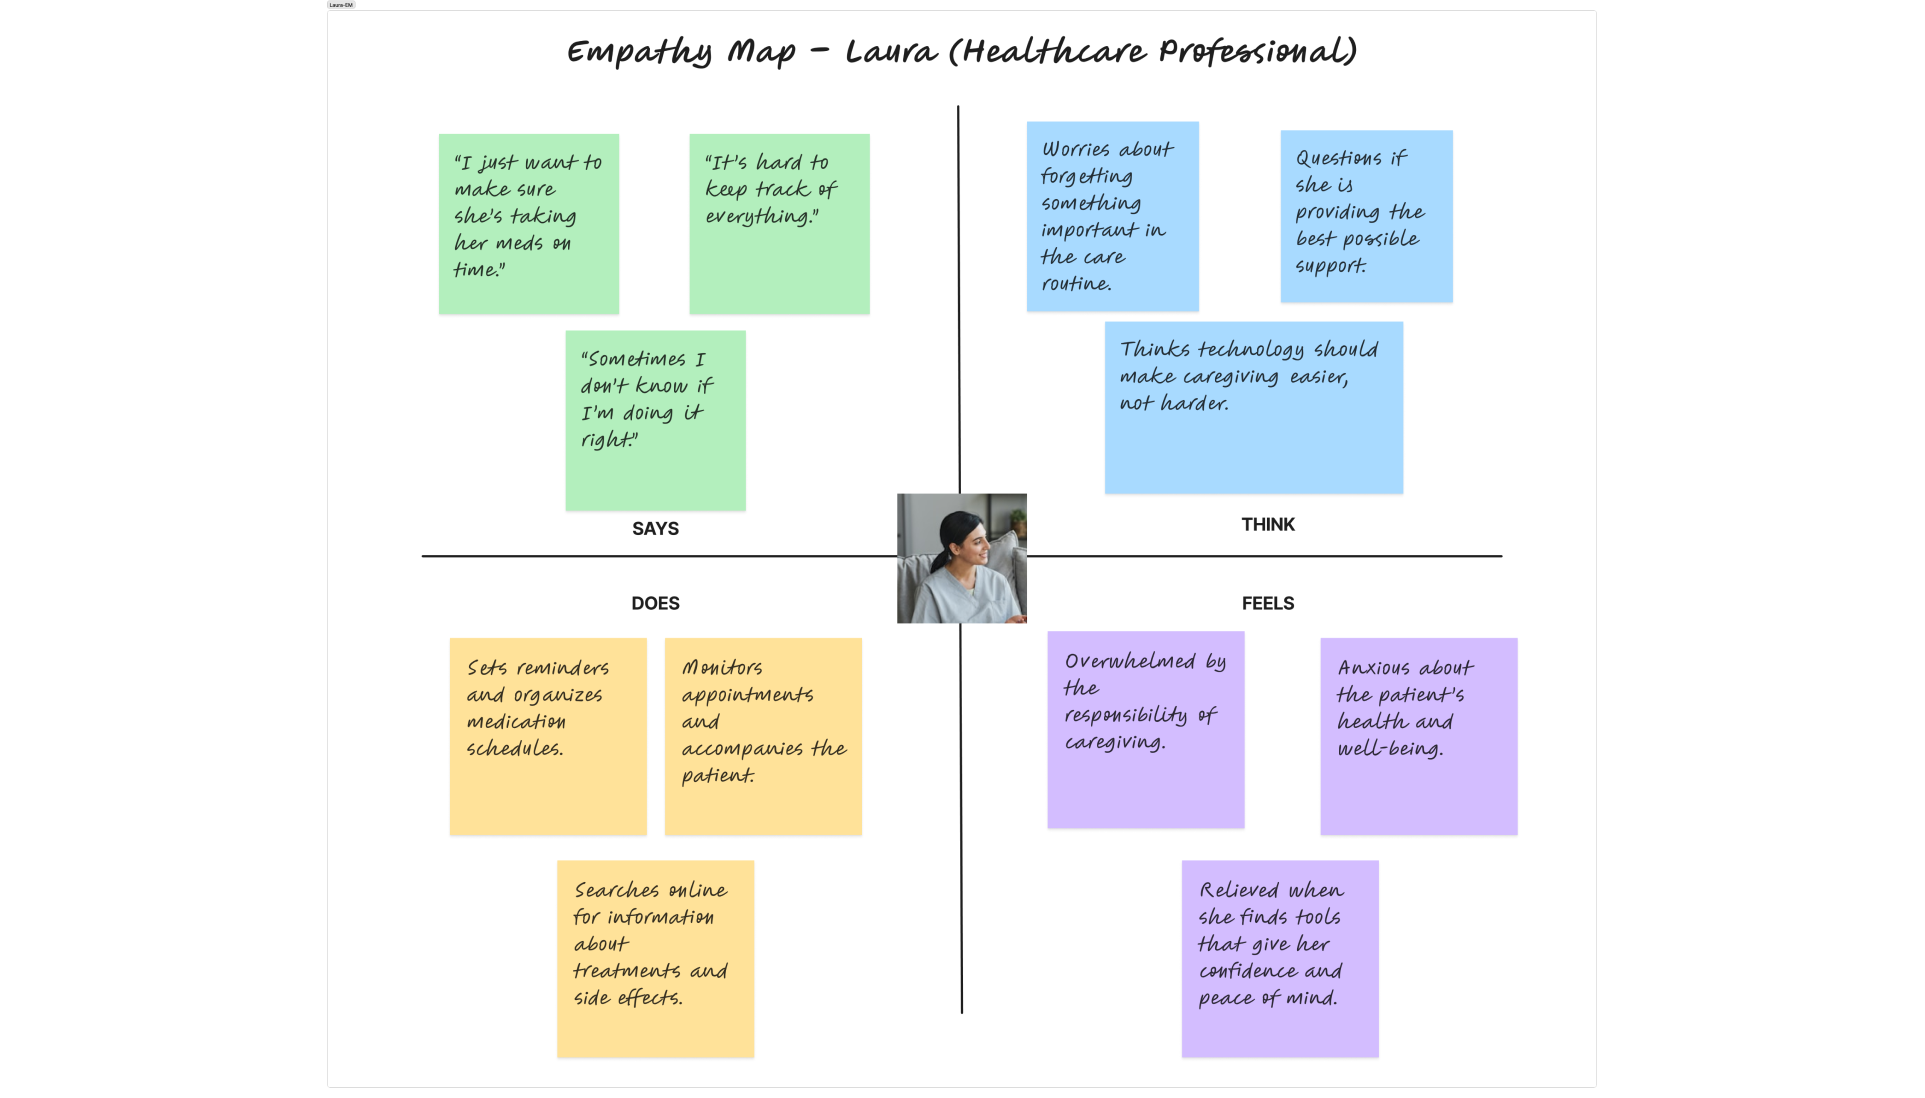 Laura-EM
Empathy Map - Laura (Healthcare Professional)
"I just want to
make sure
she's taking
her meds on
time."
"It's hard to
keep track of
everything."
"Sometimes I
don't know if
I'm doing it
right."
SAYS
Worries about
forgetting
something
important in
the care
routine.
Questions if
she is
providing the
best possible
support.
Thinks technology should
make caregiving easier,
not harder.
THINK
DOES
Sets reminders
and organizes
medication
schedules.
Monitors
appointments
and
accompanies the
patient.
Searches online
for information
about
treatments and
side effects.
FEELS
Overwhelmed by
the
responsibility of
caregiving.
Anxious about
the patient's
health and
well-being.
Relieved when
she finds tools
that give her
confidence and
peace of mind.